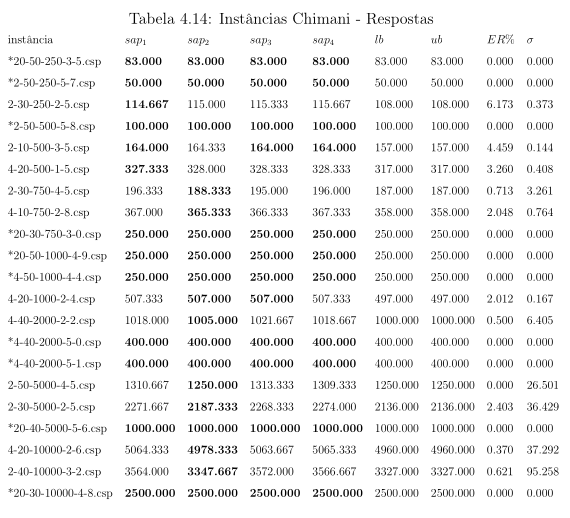 Tabela 4.14: Instâncias Chimani - Respostas
instância sap1 sap2 sap3 sap4 lb ub ER% σ
*20-50-250-3-5.csp 83.000 83.000 83.000 83.000 83.000 83.000 0.000 0.000
*2-50-250-5-7.csp 50.000 50.000 50.000 50.000 50.000 50.000 0.000 0.000
2-30-250-2-5.csp 114.667 115.000 115.333 115.667 108.000 108.000 6.173 0.373
*2-50-500-5-8.csp 100.000 100.000 100.000 100.000 100.000 100.000 0.000 0.000
2-10-500-3-5.csp 164.000 164.333 164.000 164.000 157.000 157.000 4.459 0.144
4-20-500-1-5.csp 327.333 328.000 328.333 328.333 317.000 317.000 3.260 0.408
2-30-750-4-5.csp 196.333 188.333 195.000 196.000 187.000 187.000 0.713 3.261
4-10-750-2-8.csp 367.000 365.333 366.333 367.333 358.000 358.000 2.048 0.764
*20-30-750-3-0.csp 250.000 250.000 250.000 250.000 250.000 250.000 0.000 0.000
*20-50-1000-4-9.csp 250.000 250.000 250.000 250.000 250.000 250.000 0.000 0.000
*4-50-1000-4-4.csp 250.000 250.000 250.000 250.000 250.000 250.000 0.000 0.000
4-20-1000-2-4.csp 507.333 507.000 507.000 507.333 497.000 497.000 2.012 0.167
4-40-2000-2-2.csp 1018.000 1005.000 1021.667 1018.667 1000.000 1000.000 0.500 6.405
*4-40-2000-5-0.csp 400.000 400.000 400.000 400.000 400.000 400.000 0.000 0.000
*4-40-2000-5-1.csp 400.000 400.000 400.000 400.000 400.000 400.000 0.000 0.000
2-50-5000-4-5.csp 1310.667 1250.000 1313.333 1309.333 1250.000 1250.000 0.000 26.501
2-30-5000-2-5.csp 2271.667 2187.333 2268.333 2274.000 2136.000 2136.000 2.403 36.429
*20-40-5000-5-6.csp 1000.000 1000.000 1000.000 1000.000 1000.000 1000.000 0.000 0.000
4-20-10000-2-6.csp 5064.333 4978.333 5063.667 5065.333 4960.000 4960.000 0.370 37.292
2-40-10000-3-2.csp 3564.000 3347.667 3572.000 3566.667 3327.000 3327.000 0.621 95.258
*20-30-10000-4-8.csp 2500.000 2500.000 2500.000 2500.000 2500.000 2500.000 0.000 0.000